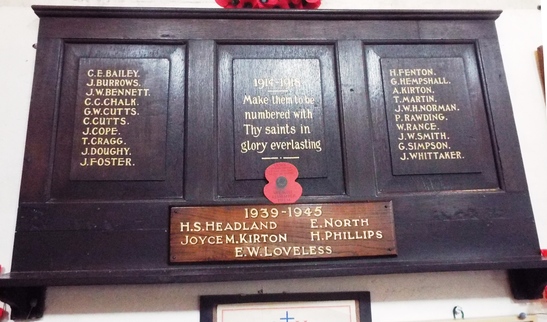 C.E.BAILEY.
J.BURROWS.
J.W.BENNETT.
C.C.CHALK.
G.W.CUTTS.
C.CUTTS.
J.COPE.
T.CRAGG.
J.DOUGHY.
J.FOSTER.
1914-1918
Make them to be
numbered with
Thy saints in
glory everlasting
H.FENTON.
G.HEMPSHALL.
A.KIRTON.
T.MARTIN.
J.W.H.NORMAN.
P.RAWDING.
W.RANCE.
J.W.SMITH.
G.SIMPSON.
J.WHITTAKER.
1939-1945
H.S.HEADLAND E.NORTH
JOYCE M.KIRTON H.PHILLIPS
E.W.LOVELESS